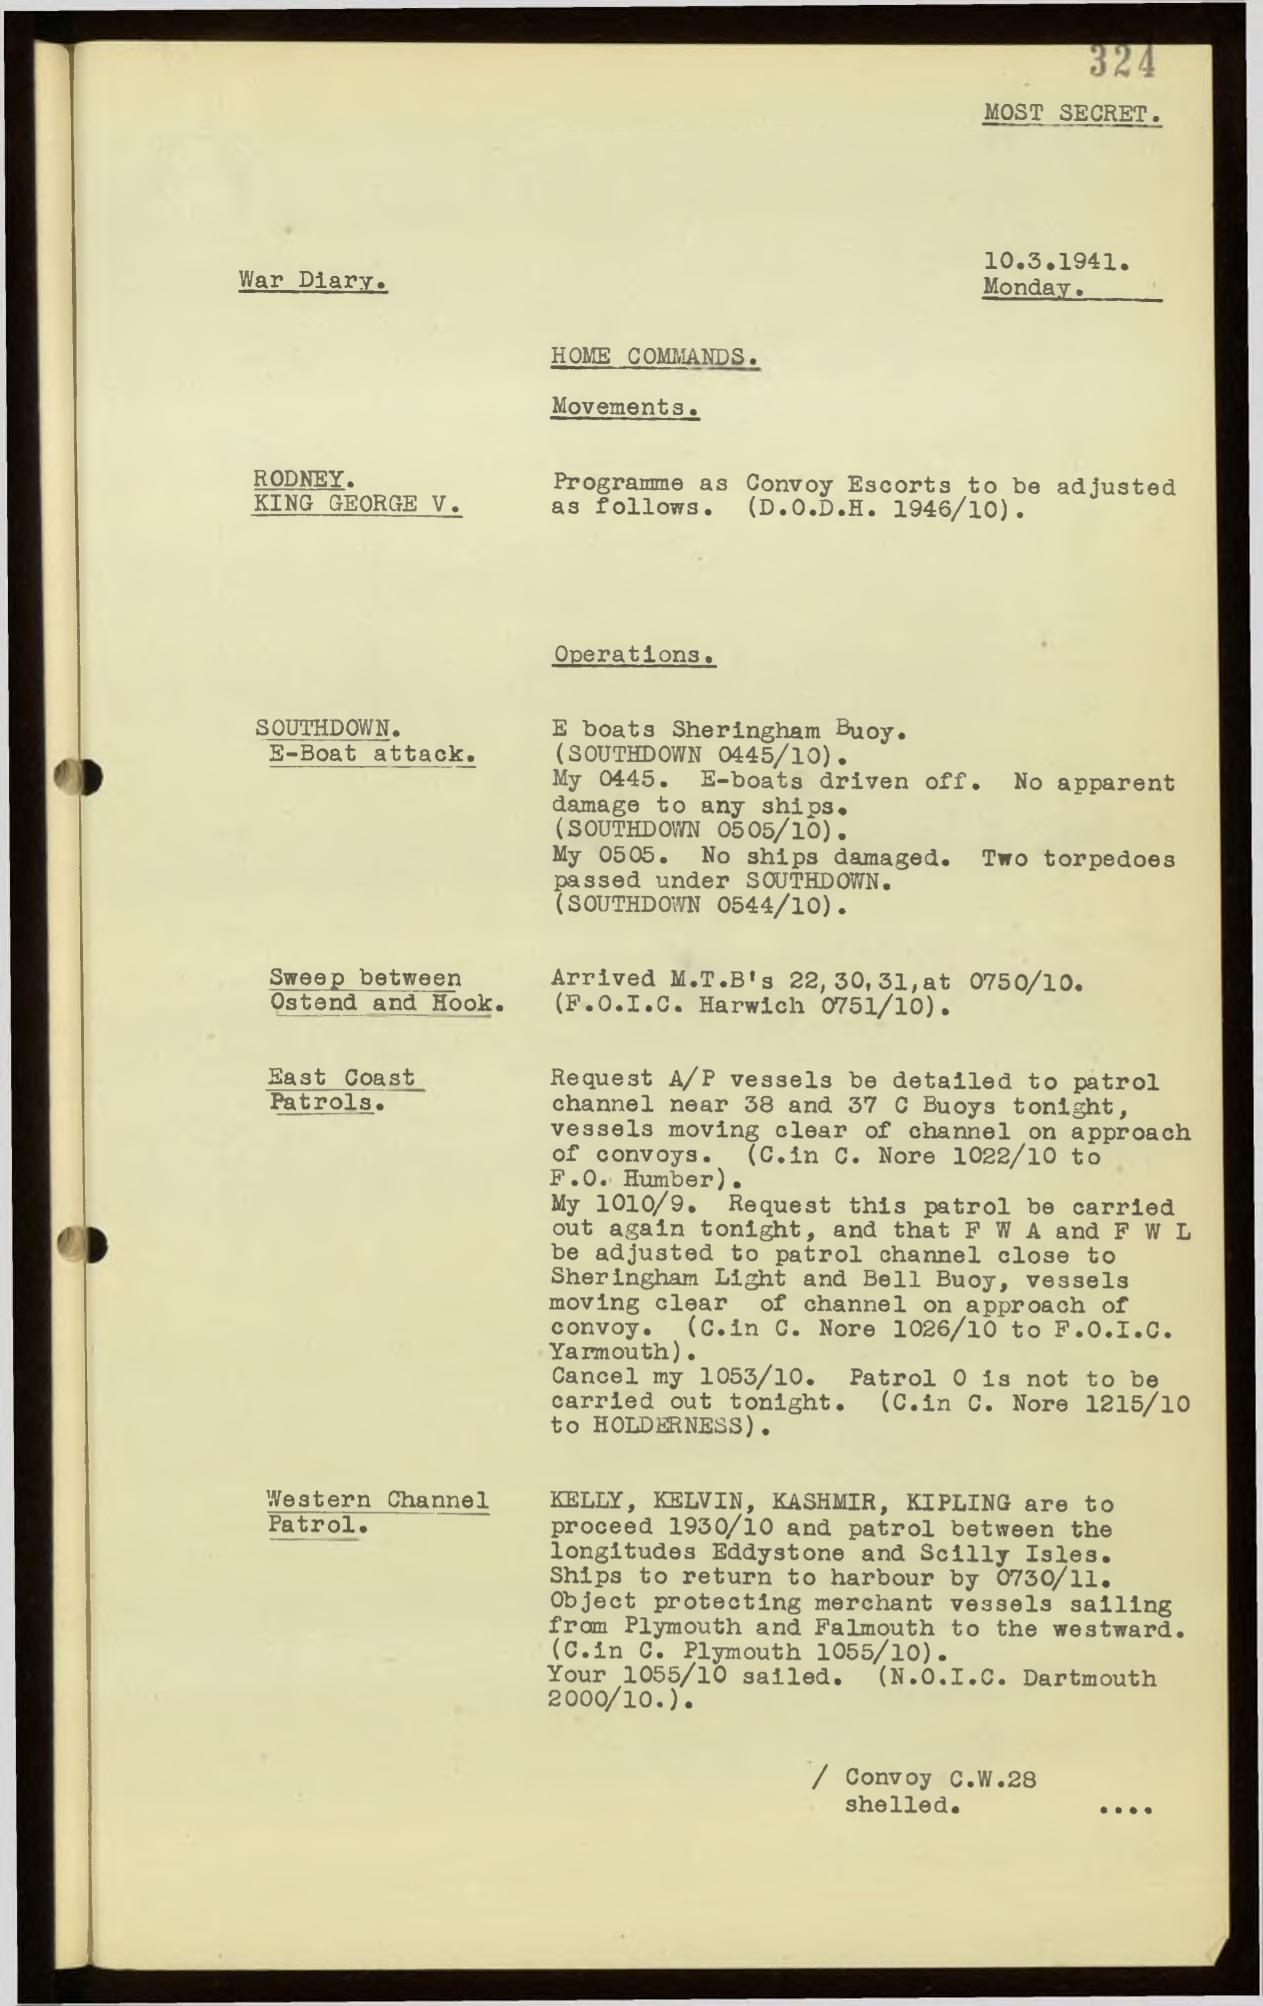 324
MOST SECRET.
War Diary.
10.3.1941.
Monday.
HOME COMMANDS.
Movements.
RODNEY.
KING GEORGE V.
Programme as Convoy Escorts to be adjusted
as follows. (D.O.D.H. 1946/10).
Operations.
SOUTHDOWN.
E-Boat attack.
E boats Sheringham Buoy.
(SOUTHDOWN 0445/10).
My 0445. E-boats driven off. No apparent
damage to any ships.
(SOUTHDOWN 0505/10).
My 0505. No ships damaged. Two torpedoes
passed under SOUTHDOWN.
(SOUTHDOWN 0544/10).
Sweep between
Ostend and Hook.
Arrived M.T.B's 22,30,31,at 0750/10.
(F.O.I.C. Harwich 0751/10).
East Coast
Patrols.
Request A/P vessels be detailed to patrol
channel near 38 and 37 C Buoys tonight,
vessels moving clear of channel on approach
of convoys. (C.in C. Nore 1022/10 to
F.O. Humber).
My 1010/9. Request this patrol be carried
out again tonight, and that F W A and F W L
be adjusted to patrol channel close to
Sheringham Light and Bell Buoy, vessels
moving clear of channel on approach of
convoy. (C.in C. Nore 1026/10 to F.O.I.C.
Yarmouth).
Cancel my 1053/10. Patrol O is not to be
carried out tonight. (C.in C. Nore 1215/10
to HOLDERNESS).
Western Channel
Patrol.
KELLY, KELVIN, KASHMIR, KIPLING are to
proceed 1930/10 and patrol between the
longitudes Eddystone and Scilly Isles.
Ships to return to harbour by 0730/11.
Object protecting merchant vessels sailing
from Plymouth and Falmouth to the westward.
(C.in C. Plymouth 1055/10).
Your 1055/10 sailed. (N.O.I.C. Dartmouth
2000/10.).
/ Convoy C.W.28
shelled. ....